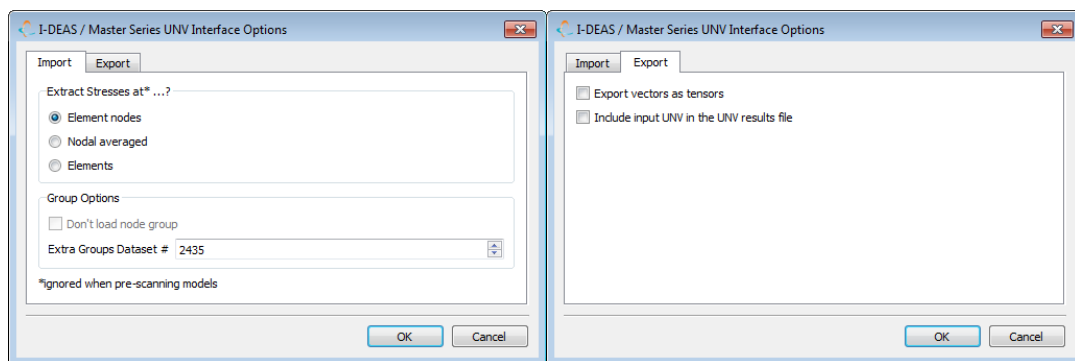 I-DEAS / Master Series UNV Interface Options
Import
Export
Extract Stresses at* ...?
Element nodes
Nodal averaged
Elements
Group Options
Don't load node group
Extra Groups Dataset # 2435
*ignored when pre-scanning models
OK
Cancel
I-DEAS / Master Series UNV Interface Options
Import
Export
Export vectors as tensors
Include input UNV in the UNV results file
OK
Cancel